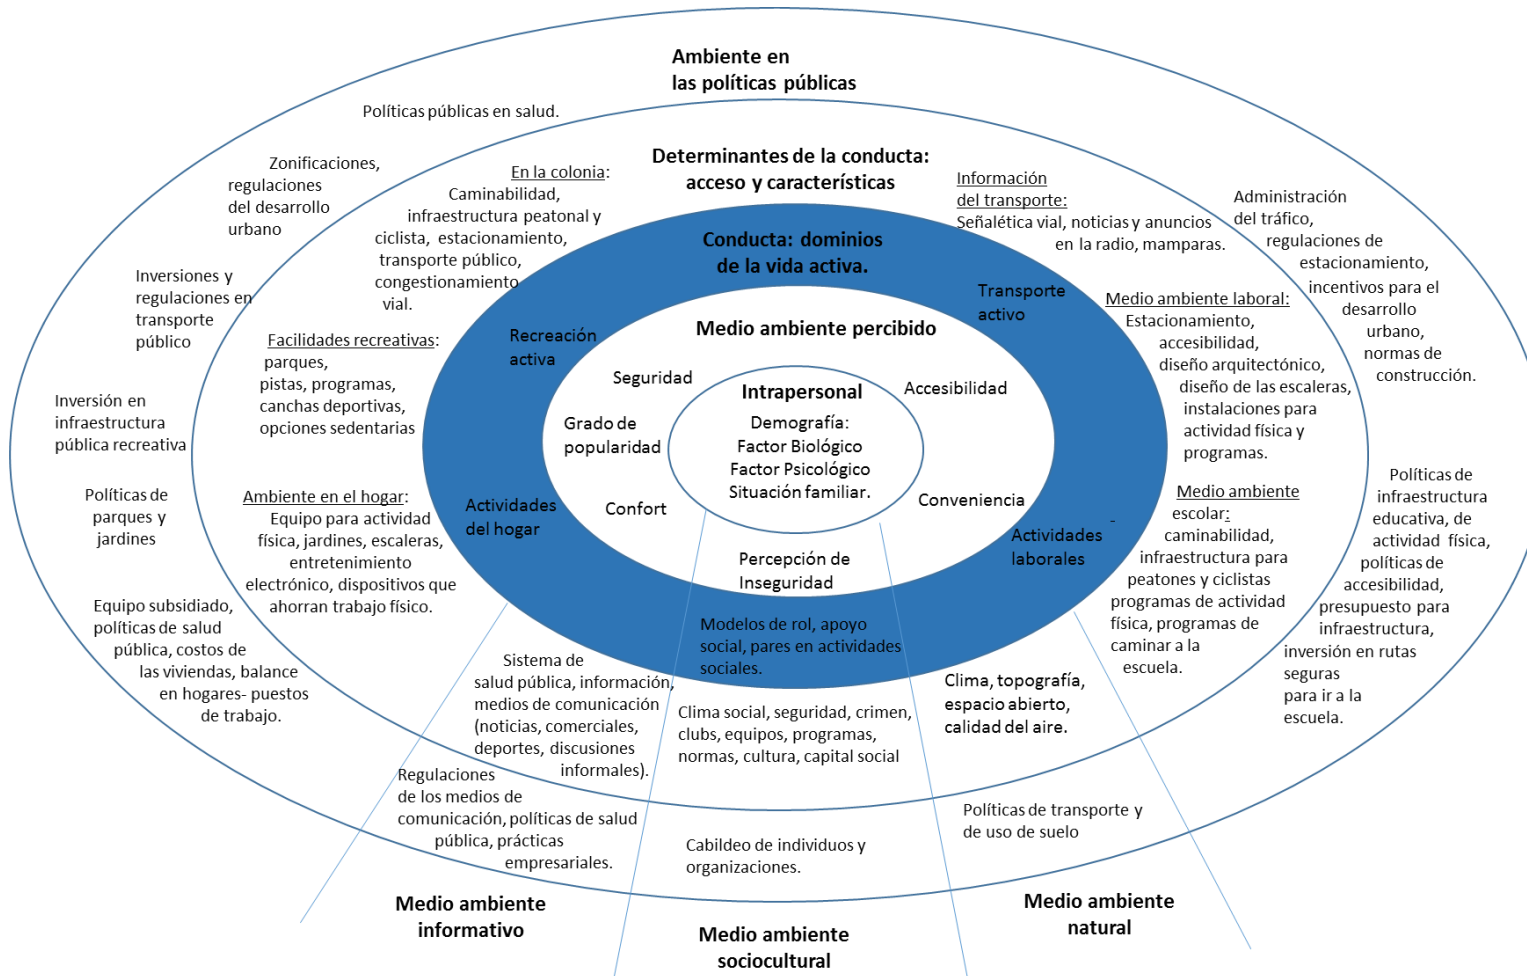 Ambiente en
las políticas públicas
Políticas públicas en salud.
Zonificaciones,
regulaciones
del desarrollo
urbano
Inversiones y
regulaciones en
transporte
público
Inversión en
infraestructura
pública recreativa
Políticas de
parques y
jardines
Equipo subsidiado,
políticas de salud
pública, costos de
las viviendas, balance
en hogares- puestos
de trabajo.
Determinantes de la conducta:
acceso y características
En la colonia:
Caminabilidad,
infraestructura peatonal y
ciclista, estacionamiento,
transporte público,
congestionamiento
vial.
Facilidades recreativas:
parques,
pistas, programas,
canchas deportivas,
opciones sedentarias
Ambiente en el hogar:
Equipo para actividad
física, jardines, escaleras,
entretenimiento
electrónico, dispositivos que
ahorran trabajo físico.
Información
del transporte:
Señalética vial, noticias y anuncios
en la radio, mamparas.
Medio ambiente laboral:
Estacionamiento,
accesibilidad,
diseño arquitectónico,
diseño de las escaleras,
instalaciones para
actividad física y
programas.
Medio ambiente
escolar:
caminabilidad,
infraestructura para
peatones y ciclistas
programas de actividad
física, programas de
caminar a la
escuela.
Administración
del tráfico,
regulaciones de
estacionamiento,
incentivos para el
desarrollo
urbano,
normas de
construcción.
Políticas de
infraestructura
educativa, de
actividad física,
políticas de
accesibilidad,
presupuesto para
infraestructura,
inversión en rutas
seguras
para ir a la
escuela.
Conducta: dominios
de la vida activa.
Recreación
activa
Transporte
activo
Actividades
del hogar
-
Actividades
laborales
Medio ambiente percibido
Seguridad
Accesibilidad
Grado de
popularidad
Confort
Conveniencia
Percepción de
Inseguridad
Intrapersonal
Demografía:
Factor Biológico
Factor Psicológico
Situación familiar.
Modelos de rol, apoyo
social, pares en actividades
sociales.
Sistema de
salud pública, información,
medios de comunicación
(noticias, comerciales,
deportes, discusiones
informales).
Clima social, seguridad, crimen,
clubs, equipos, programas,
normas, cultura, capital social
Clima, topografía,
espacio abierto,
calidad del aire.
Regulaciones
de los medios de
comunicación, políticas de salud
pública, prácticas
empresariales.
Cabildeo de individuos y
organizaciones.
Políticas de transporte y
de uso de suelo
Medio ambiente
informativo
Medio ambiente
sociocultural
Medio ambiente
natural